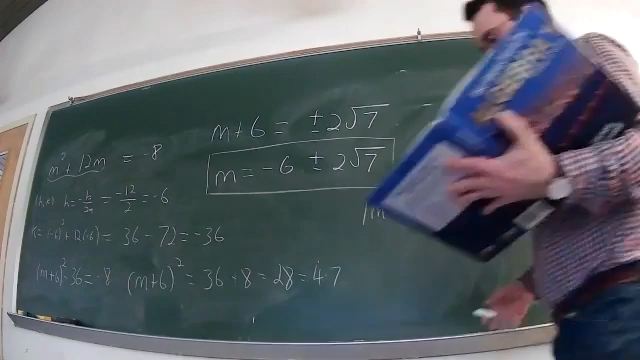 m² + 12m = -8
(h,k) h = -b/2a = -12/2 = -6
k = (-6)² + 12(-6) = 36 - 72 = -36
(m+6)² - 36 = -8
(m+6)² = 36 - 8 = 28 = 4·7
m+6 = ± 2√7
m = -6 ± 2√7